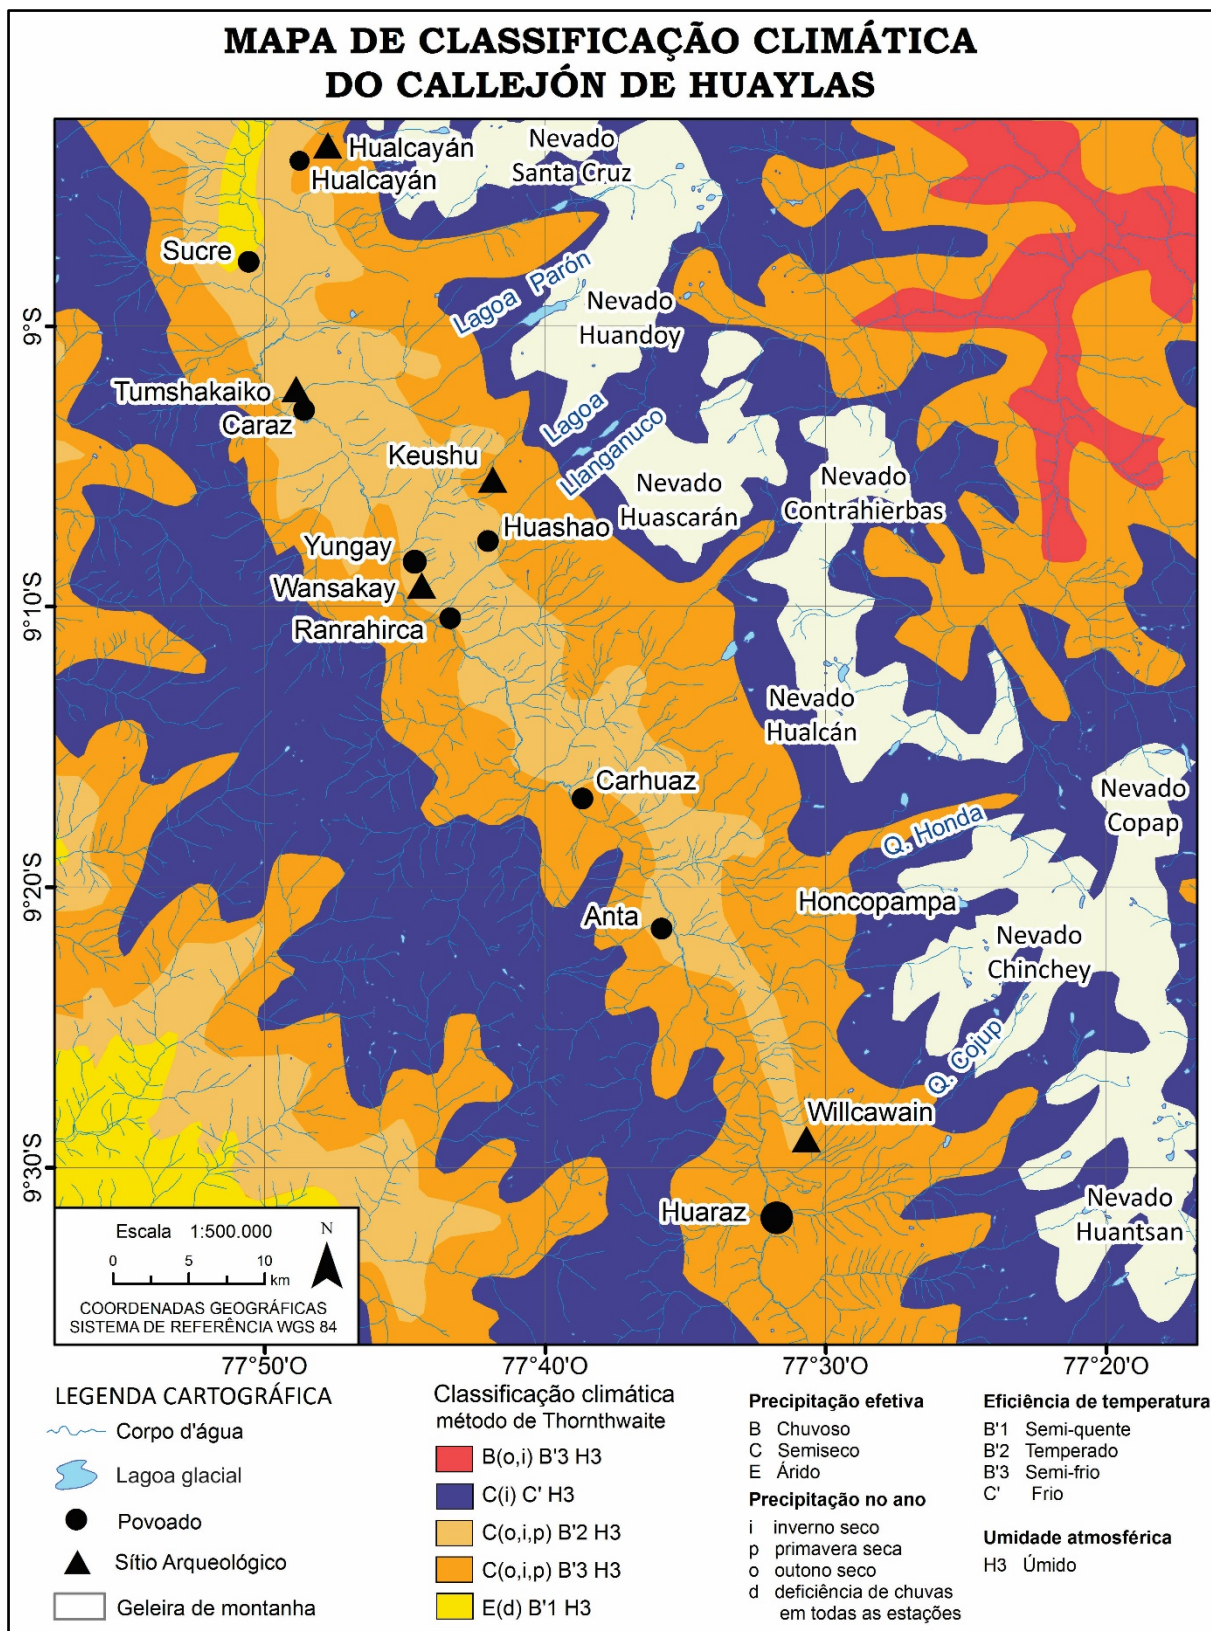 MAPA DE CLASSIFICAÇÃO CLIMÁTICA
DO CALLEJÓN DE HUAYLAS
Hualcayán
Hualcayán
Nevado
Santa Cruz
Sucre
Lagoa Parón
Nevado
Huandoy
9°S
Tumshakaiko
Caraz
Lagoa
Llanganuco
Keushu
Nevado
Huascarán
Nevado
Contrahierbas
Huashao
Yungay
Wansakay
9°10'S
Ranrahirca
Nevado
Hualcán
Carhuaz
Nevado
Copap
Q. Honda
9°20'S
Honcopampa
Anta
Nevado
Chinchey
Q. Cojup
Willcawain
9°30'S
Huaraz
Nevado
Huantsan
Escala 1:500.000
N
0 5 10
km
COORDENADAS GEOGRÁFICAS
SISTEMA DE REFERÊNCIA WGS 84
77°50'O 77°40'O 77°30'O 77°20'O
LEGENDA CARTOGRÁFICA
Corpo d'água
Lagoa glacial
Povoado
Sítio Arqueológico
Geleira de montanha
Classificação climática
método de Thornthwaite
B(o,i) B'3 H3
C(i) C' H3
C(o,i,p) B'2 H3
C(o,i,p) B'3 H3
E(d) B'1 H3
Precipitação efetiva
B Chuvoso
C Semiseco
E Árido
Precipitação no ano
i inverno seco
p primavera seca
o outono seco
d deficiência de chuvas
em todas as estações
Eficiência de temperatura
B'1 Semi-quente
B'2 Temperado
B'3 Semi-frio
C' Frio
Umidade atmosférica
H3 Úmido